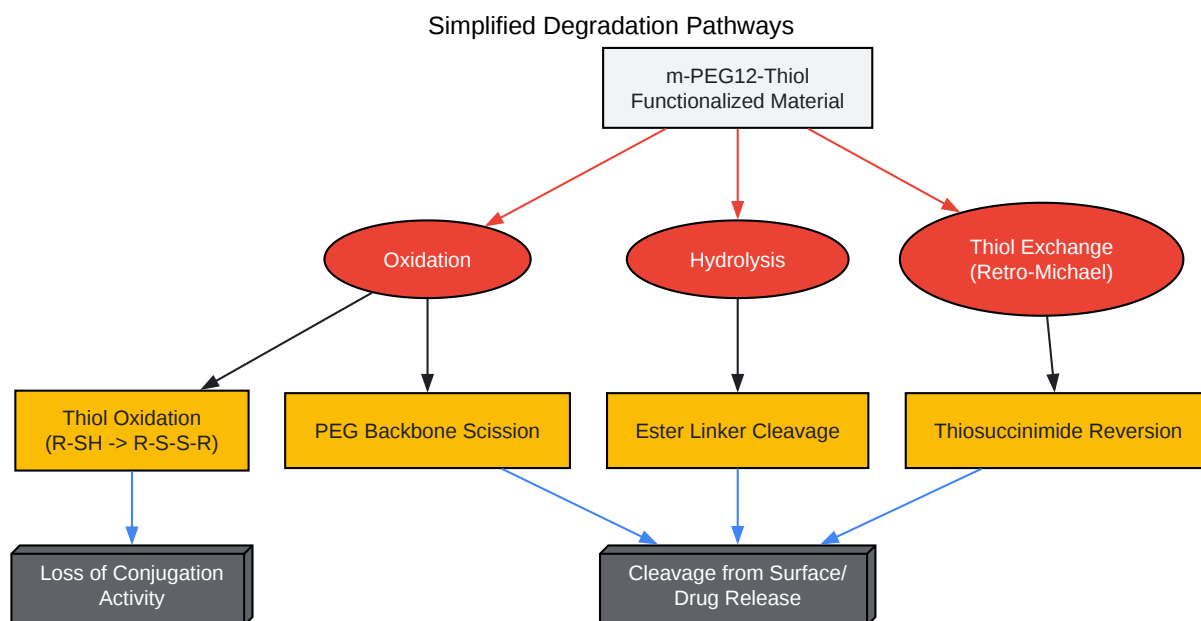 Simplified Degradation Pathways
m-PEG12-Thiol
Functionalized Material
Oxidation
Hydrolysis
Thiol Exchange
(Retro-Michael)
Thiol Oxidation
(R-SH -> R-S-S-R)
PEG Backbone Scission
Ester Linker Cleavage
Thiosuccinimide Reversion
Loss of Conjugation
Activity
Cleavage from Surface/
Drug Release